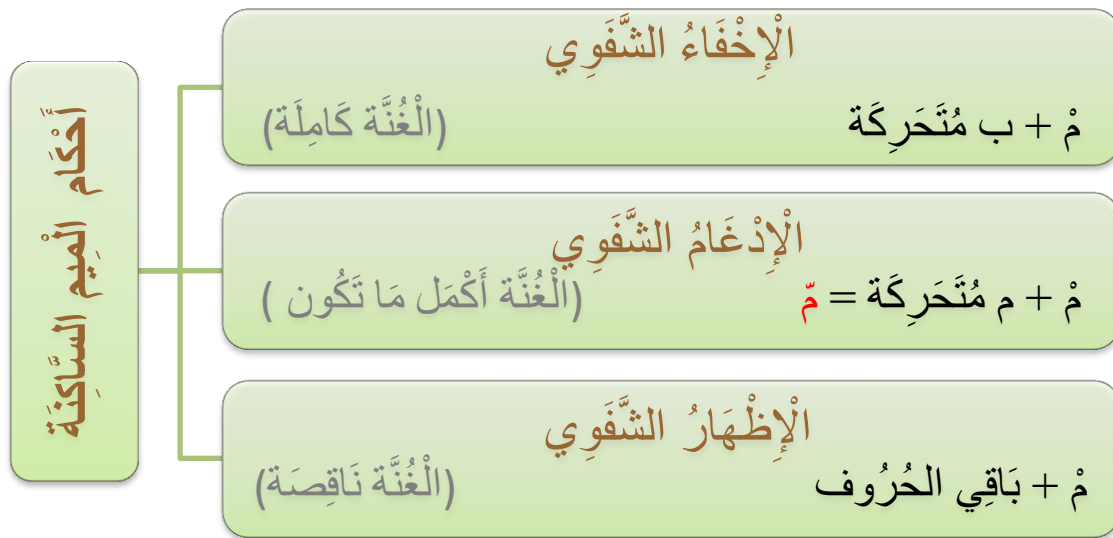 أَحْكَام الْمِيم السَّاكِنَة
الْإِخْفَاءُ الشَّفَوِي
مْ + ب مُتَحَرِكَة (الْغُنَّة كَامِلَة)
الْإِدْغَامُ الشَّفَوِي
مْ + م مُتَحَرِكَة = مّ (الْغُنَّة أَكْمَل مَا تَكُون )
الْإِظْهَارُ الشَّفَوِي
مْ + بَاقِي الحُرُوف (الْغُنَّة نَاقِصَة)